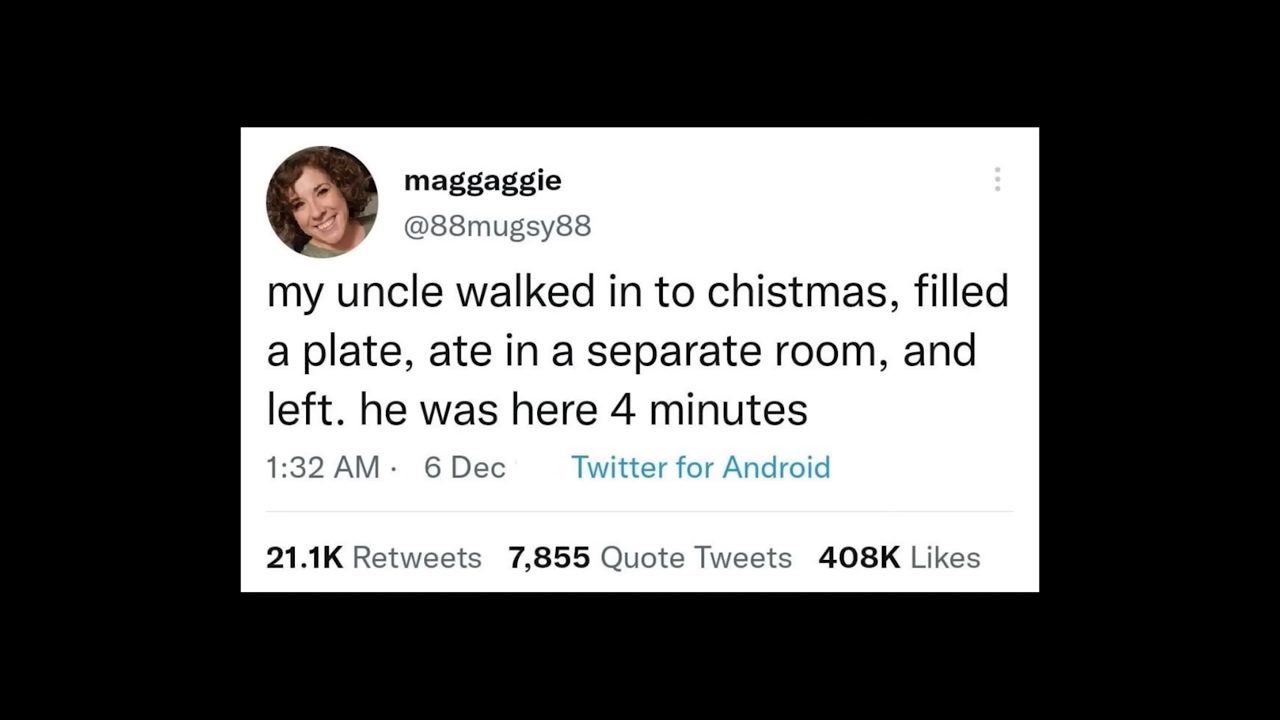 maggaggie
@88mugsy88
my uncle walked in to chistmas, filled
a plate, ate in a separate room, and
left. he was here 4 minutes
1:32 AM · 6 Dec Twitter for Android
21.1K Retweets 7,855 Quote Tweets 408K Likes